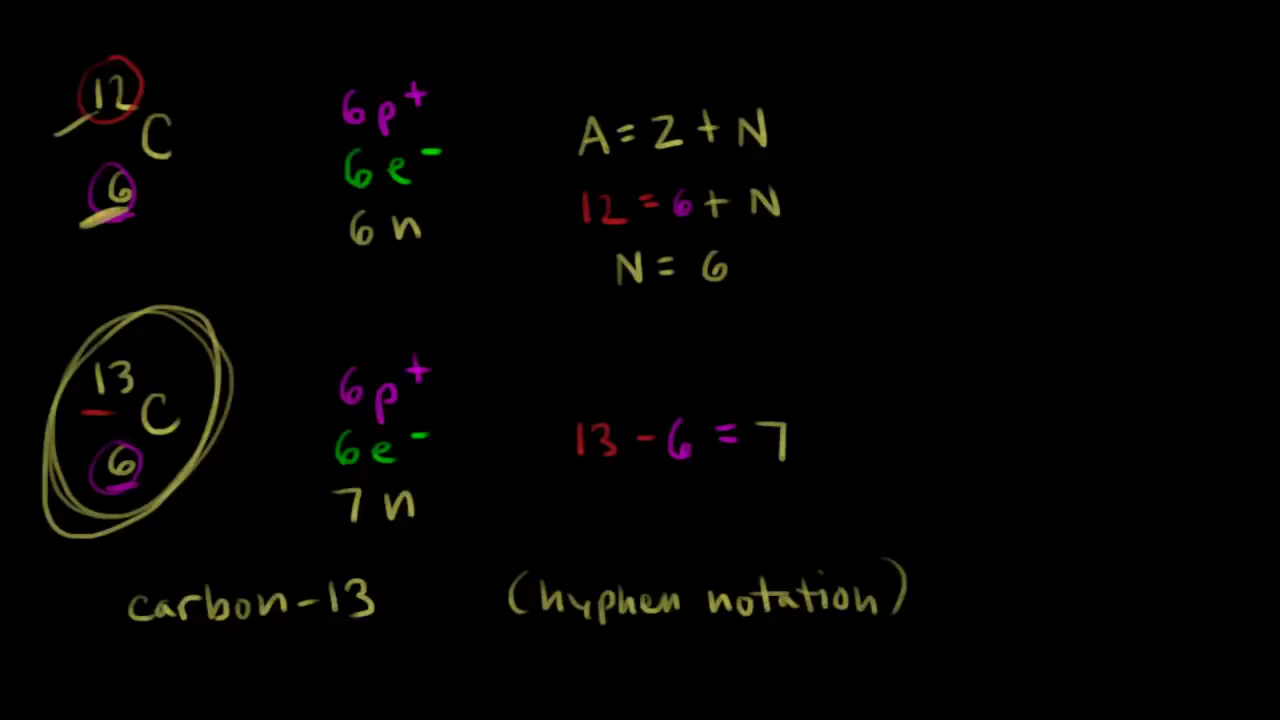 12
C
6
6p+
6e-
6n
A = Z + N
12 = 6 + N
N = 6
13
C
6
6p+
6e-
7n
13 - 6 = 7
carbon-13 (hyphen notation)